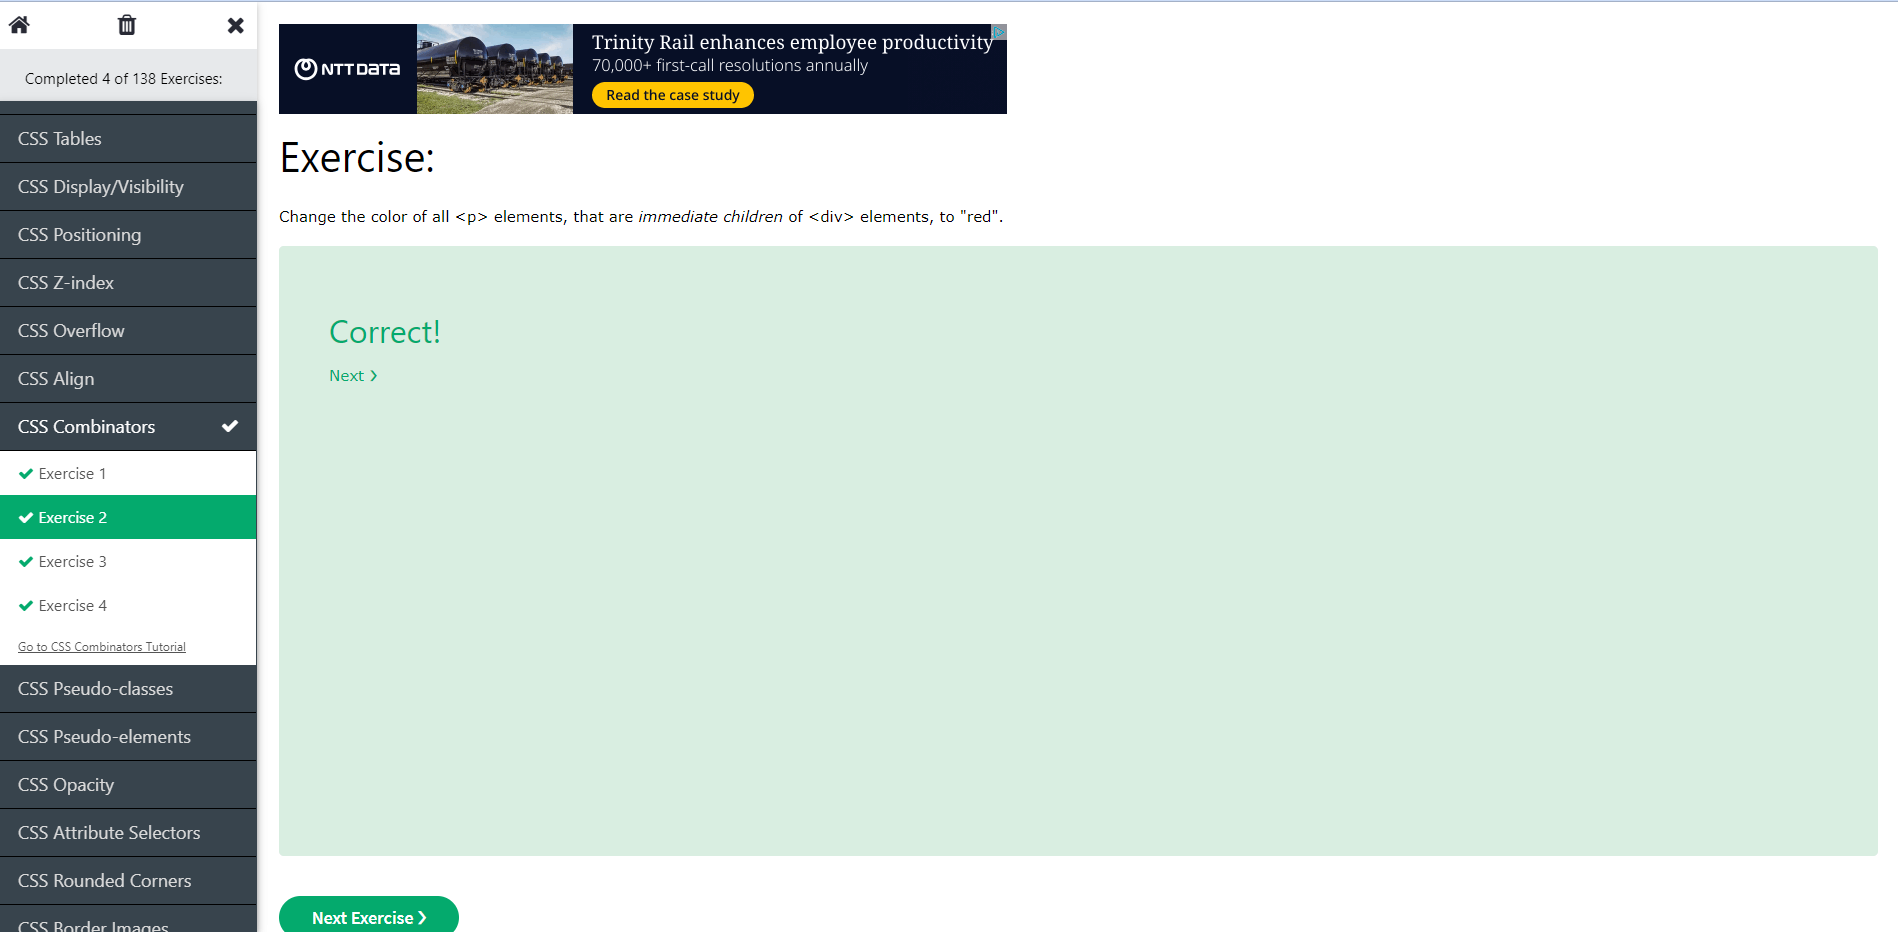 Completed 4 of 138 Exercises:
CSS Tables
CSS Display/Visibility
CSS Positioning
CSS Z-index
CSS Overflow
CSS Align
CSS Combinators
Exercise 1
Exercise 2
Exercise 3
Exercise 4
Go to CSS Combinators Tutorial
CSS Pseudo-classes
CSS Pseudo-elements
CSS Opacity
CSS Attribute Selectors
CSS Rounded Corners
CSS Border Images
NTT DATA
Trinity Rail enhances employee productivity
70,000+ first-call resolutions annually
Read the case study
Exercise:
Change the color of all <p> elements, that are immediate children of <div> elements, to "red".
Correct!
Next ❯
Next Exercise ❯